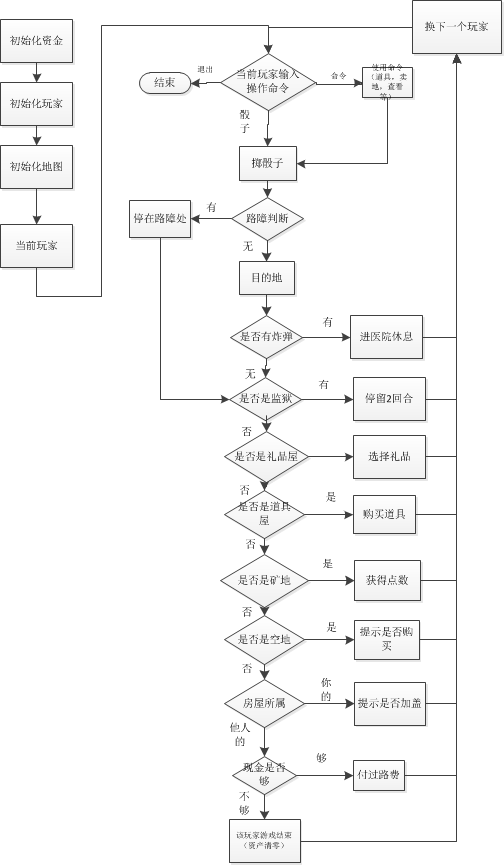 初始化资金
初始化玩家
初始化地图
当前玩家
换下一个玩家
结束
退出
当前玩家输入
操作命令
命令
使用命令
（道具，卖
地，查看
等）
骰
子
掷骰子
停在路障处
有
路障判断
无
目的地
是否有炸弹
有
进医院休息
无
是否是监狱
有
停留2回合
否
是否是礼品屋
选择礼品
否
是否是道具
屋
是
购买道具
否
是否是矿地
是
获得点数
否
是否是空地
是
提示是否购
买
否
房屋所属
你
的
提示是否加盖
他人
的
现金是否
够
够
付过路费
不
够
该玩家游戏结束
（资产清零）